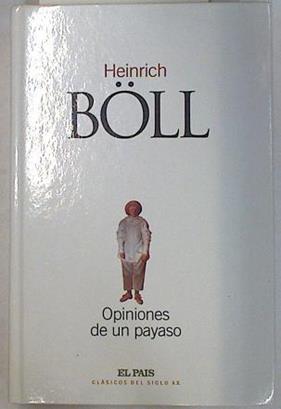 Heinrich
BÖLL
Opiniones
de un payaso
EL PAIS
CLÁSICOS DEL SIGLO XX